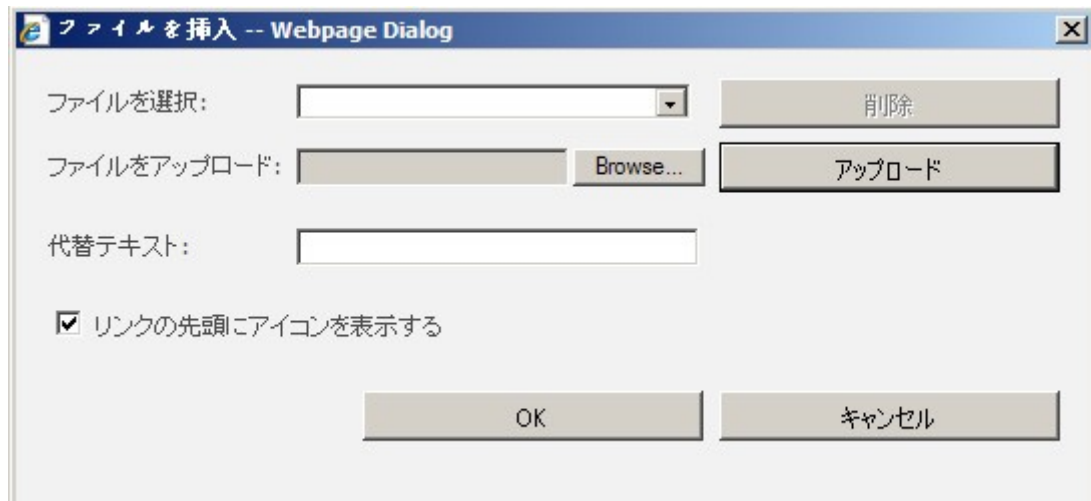 ファイルを挿入 -- Webpage Dialog
ファイルを選択:
削除
ファイルをアップロード:
Browse...
アップロード
代替テキスト:
リンクの先頭にアイコンを表示する
OK
キャンセル